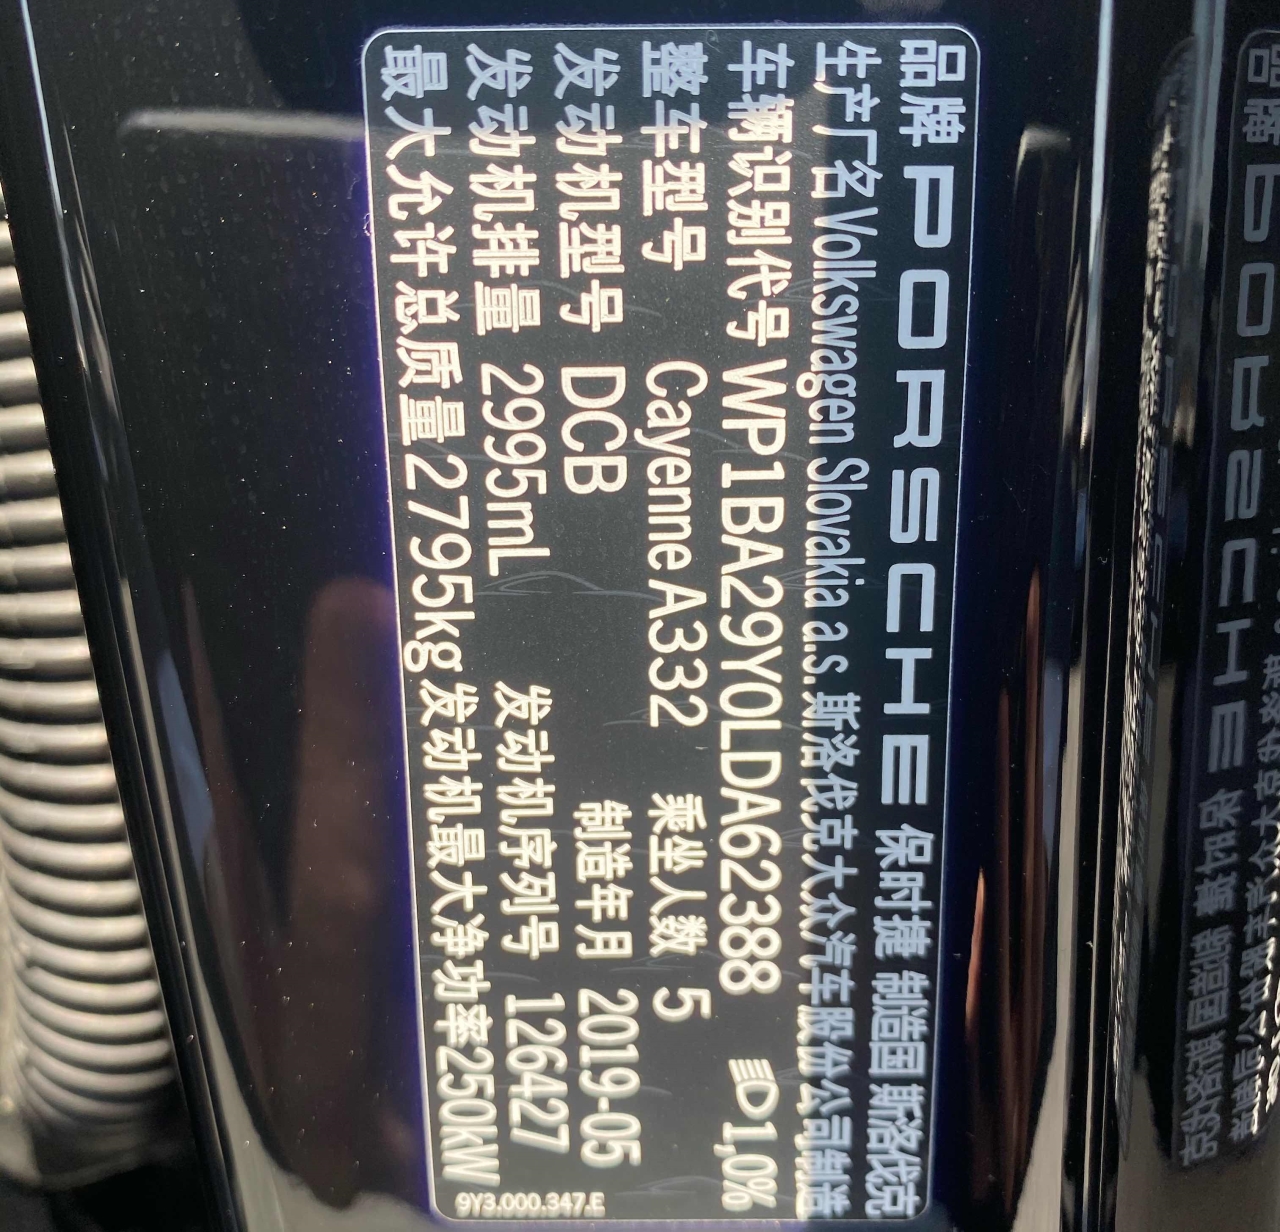 品牌 PORSCHE 保时捷 制造国 斯洛伐克
生产厂名 Volkswagen Slovakia a.s. 斯洛伐克大众汽车股份公司制造
车辆识别代号 WP1BA29Y0LDA62388 1,0%
整车型号 Cayenne A332 乘坐人数 5
发动机型号 DCB 制造年月 2019-05
发动机排量 2995mL 发动机序列号 126427
最大允许总质量 2795kg 发动机最大净功率 250kW
9Y3.000.347.E